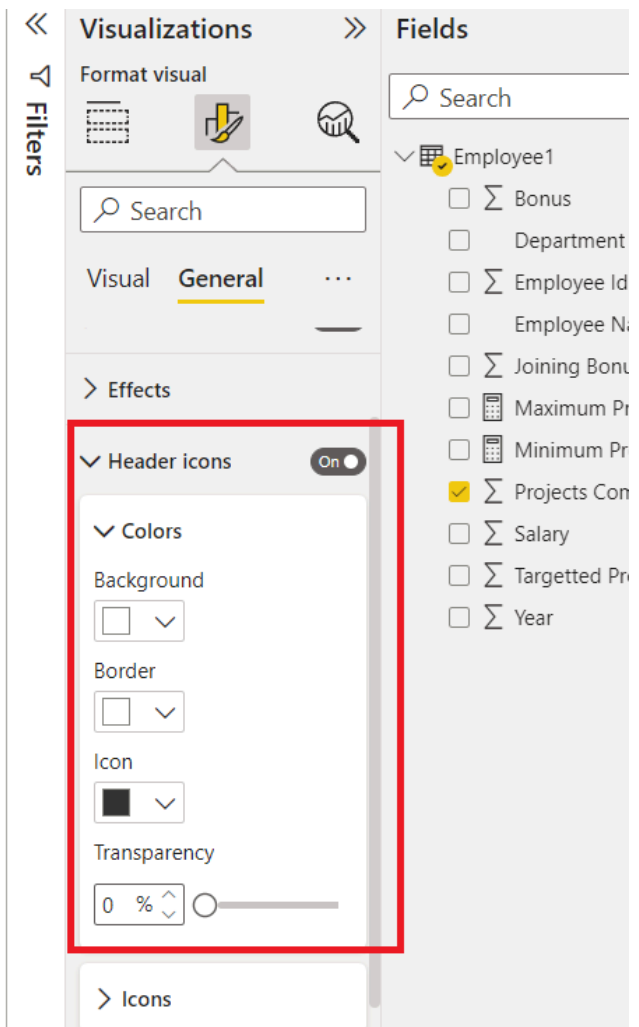 Visualizations
Format visual
Search
Visual General ...
Effects
Header icons On
Colors
Background
Border
Icon
Transparency
0 %
Icons
Filters
Fields
Search
Employee1
Bonus
Department
Employee Id
Employee Na
Joining Bonu
Maximum Pr
Minimum Pr
Projects Com
Salary
Targetted Pro
Year